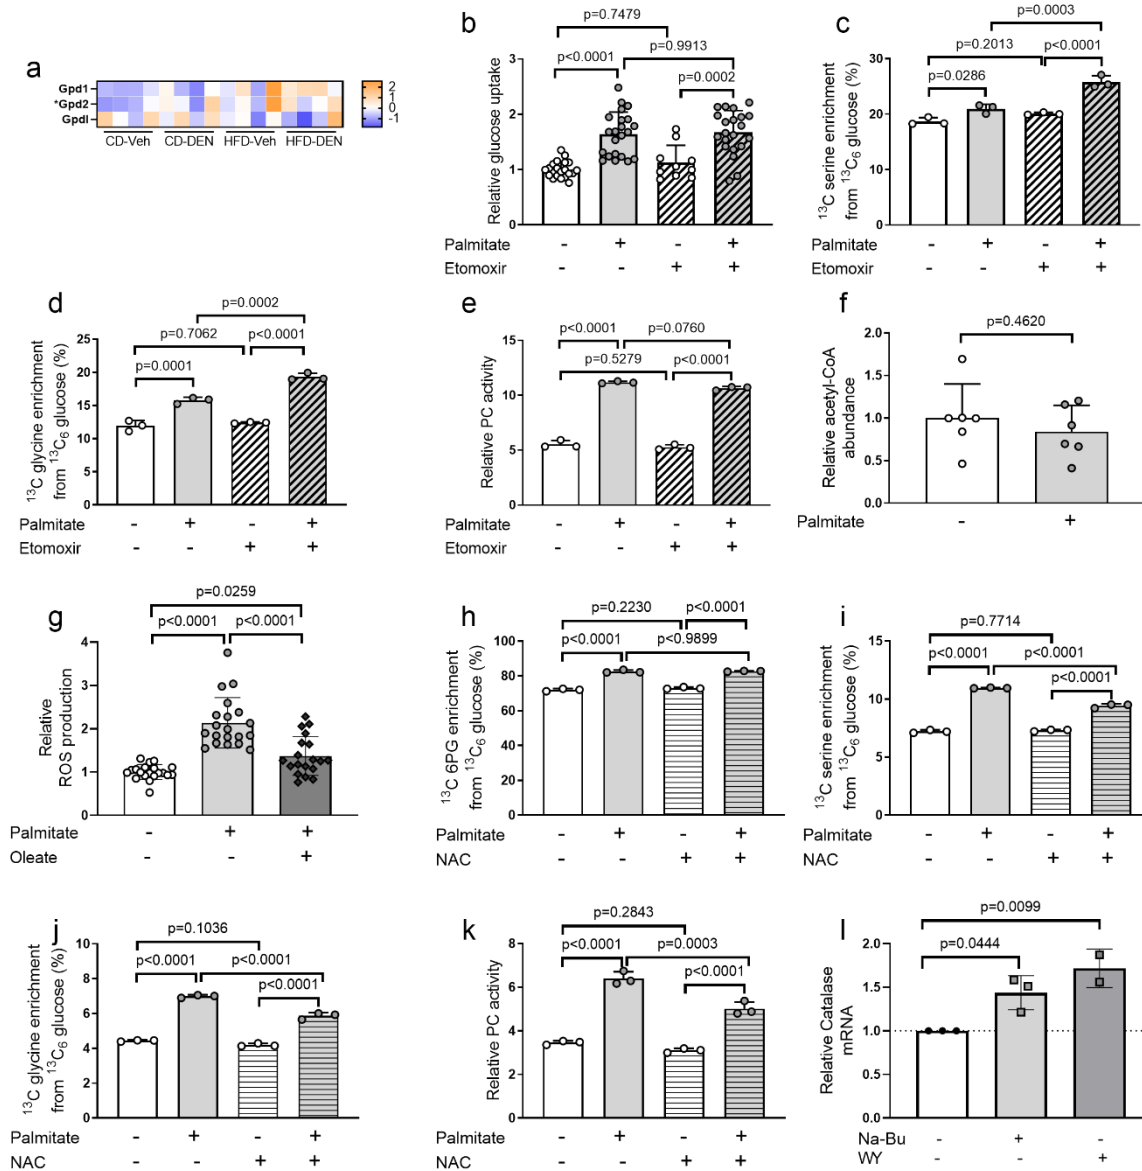 a
Gpd1
*Gpd2
Gpdl
2
1
0
-1
CD-Veh CD-DEN HFD-Veh HFD-DEN
b
p=0.7479
p=0.9913
p<0.0001
p=0.0002
Relative glucose uptake
3
2
1
0
Palmitate - + - +
Etomoxir - - + +
c
p=0.0003
p=0.2013
p<0.0001
p=0.0286
13C serine enrichment
from 13C6 glucose (%)
30
20
10
0
Palmitate - + - +
Etomoxir - - + +
d
p=0.0002
p=0.7062
p<0.0001
p=0.0001
13C glycine enrichment
from 13C6 glucose (%)
25
20
15
10
5
0
Palmitate - + - +
Etomoxir - - + +
e
p<0.0001
p=0.0760
p=0.5279
p<0.0001
Relative PC activity
15
10
5
0
Palmitate - + - +
Etomoxir - - + +
f
p=0.4620
Relative acetyl-CoA
abundance
2.0
1.5
1.0
0.5
0.0
Palmitate - +
g
p=0.0259
p<0.0001
p<0.0001
Relative
ROS production
4
3
2
1
0
Palmitate - + +
Oleate - - +
h
p=0.2230
p<0.0001
p<0.0001
p<0.9899
13C 6PG enrichment
from 13C6 glucose (%)
100
80
60
40
20
0
Palmitate - + - +
NAC - - + +
i
p=0.7714
p<0.0001
p<0.0001
p<0.0001
13C serine enrichment
from 13C6 glucose (%)
15
10
5
0
Palmitate - + - +
NAC - - + +
j
p=0.1036
p<0.0001
p<0.0001
p<0.0001
13C glycine enrichment
from 13C6 glucose (%)
10
8
6
4
2
0
Palmitate - + - +
NAC - - + +
k
p=0.2843
p<0.0001
p=0.0003
p<0.0001
Relative PC activity
8
6
4
2
0
Palmitate - + - +
NAC - - + +
l
p=0.0099
p=0.0444
Relative Catalase
mRNA
2.0
1.5
1.0
0.5
0.0
Na-Bu - + -
WY - - +